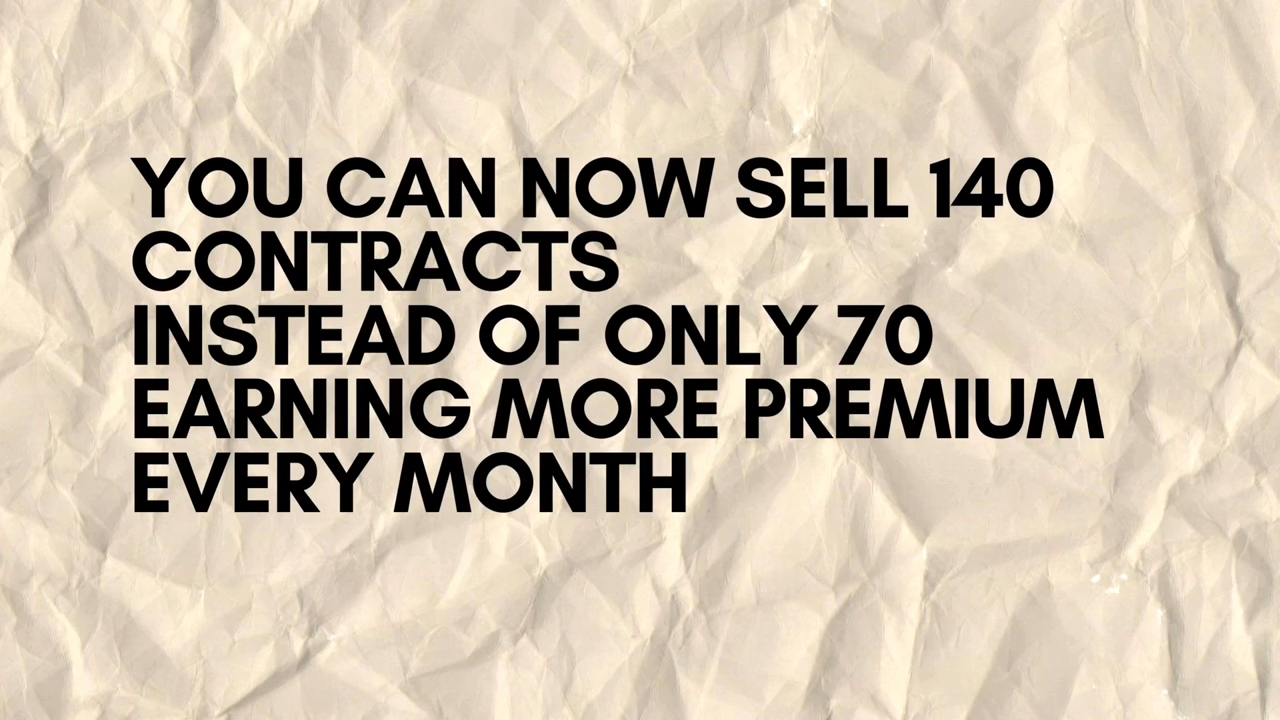 YOU CAN NOW SELL 140
CONTRACTS
INSTEAD OF ONLY 70
EARNING MORE PREMIUM
EVERY MONTH